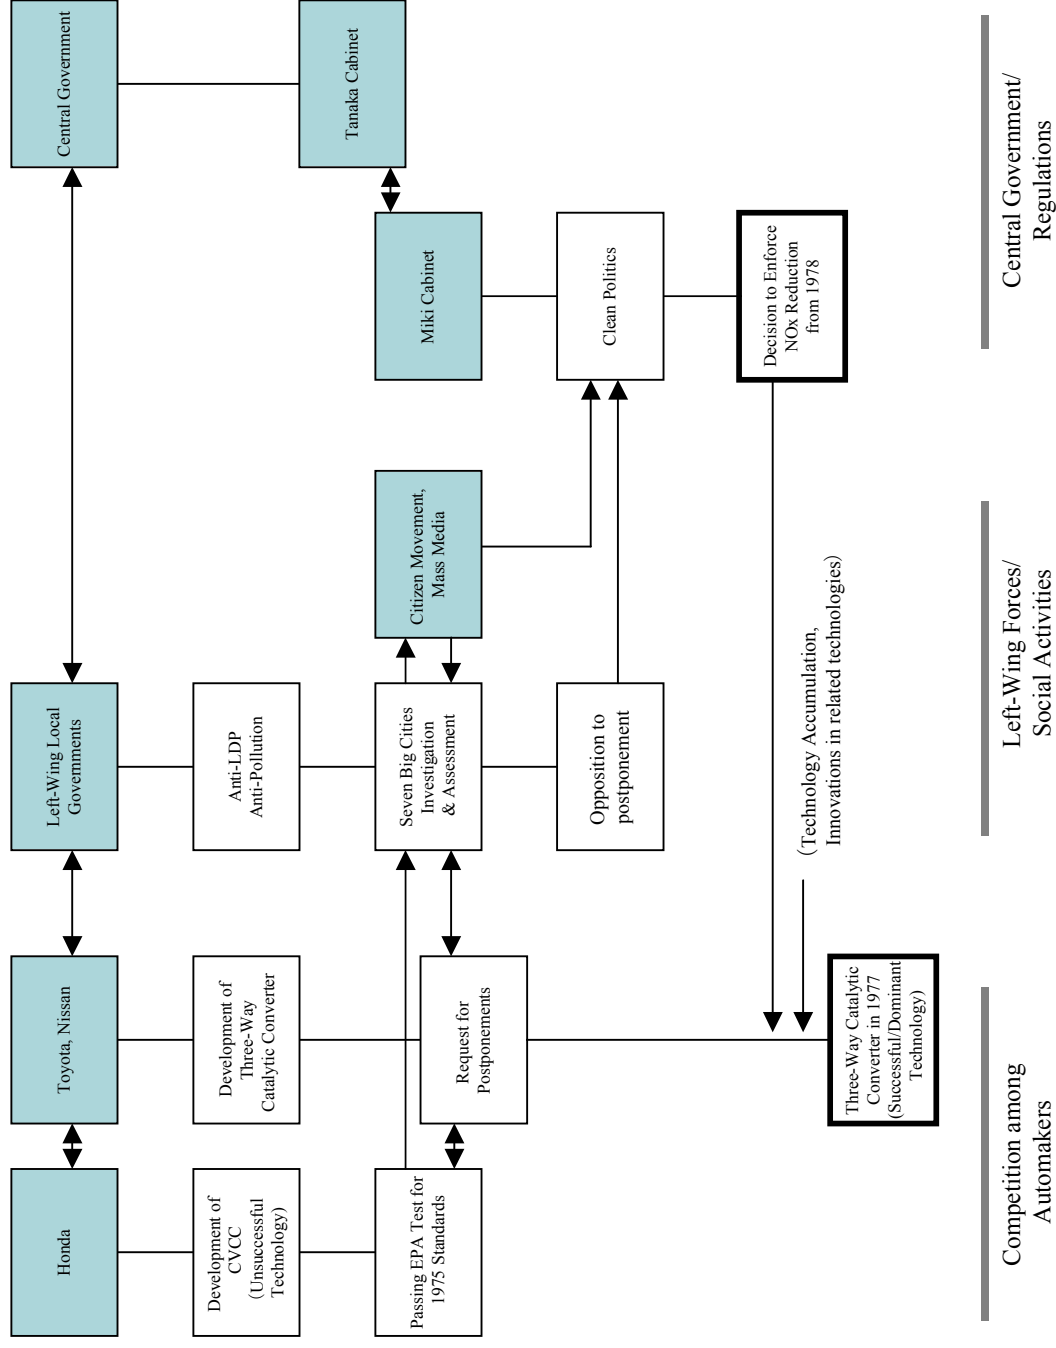 Honda
Toyota, Nissan
Left-Wing Local
Governments
Central Government
Development of
CVCC
(Unsuccessful
Technology)
Development of
Three-Way
Catalytic Converter
Anti-LDP
Anti-Pollution
Tanaka Cabinet
Passing EPA Test for
1975 Standards
Request for
Postponements
Seven Big Cities
Investigation
& Assessment
Citizen Movement,
Mass Media
Miki Cabinet
Opposition to
postponement
Clean Politics
Decision to Enforce
NOx Reduction
from 1978
(Technology Accumulation,
Innovations in related technologies)
Three-Way Catalytic
Converter in 1977
(Successful/Dominant
Technology)
Competition among
Automakers
Left-Wing Forces/
Social Activities
Central Government/
Regulations